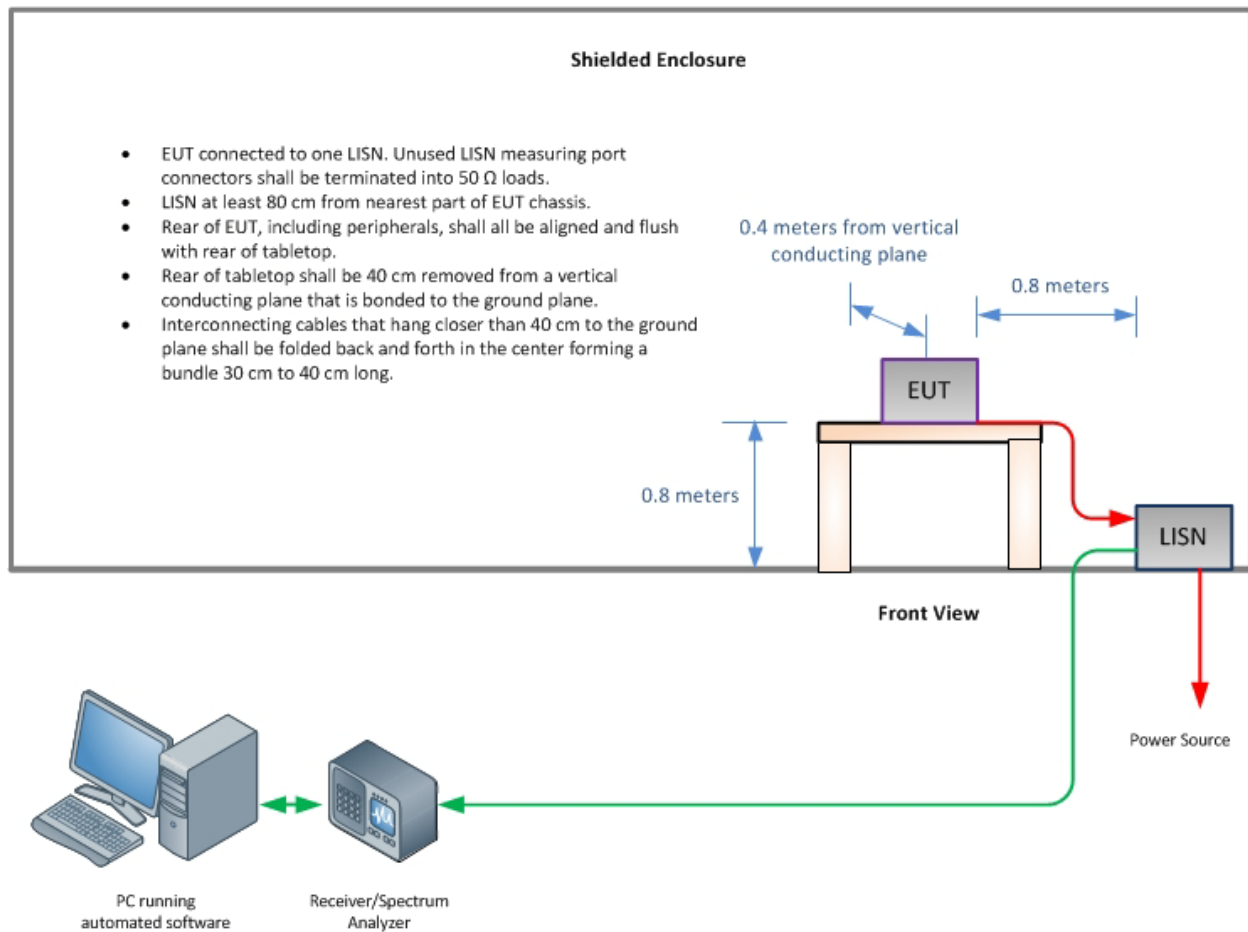 Shielded Enclosure
• EUT connected to one LISN. Unused LISN measuring port
connectors shall be terminated into 50 Ω loads.
• LISN at least 80 cm from nearest part of EUT chassis.
• Rear of EUT, including peripherals, shall all be aligned and flush
with rear of tabletop.
• Rear of tabletop shall be 40 cm removed from a vertical
conducting plane that is bonded to the ground plane.
• Interconnecting cables that hang closer than 40 cm to the ground
plane shall be folded back and forth in the center forming a
bundle 30 cm to 40 cm long.
0.4 meters from vertical
conducting plane
0.8 meters
EUT
0.8 meters
LISN
Front View
Power Source
PC running
automated software
Receiver/Spectrum
Analyzer